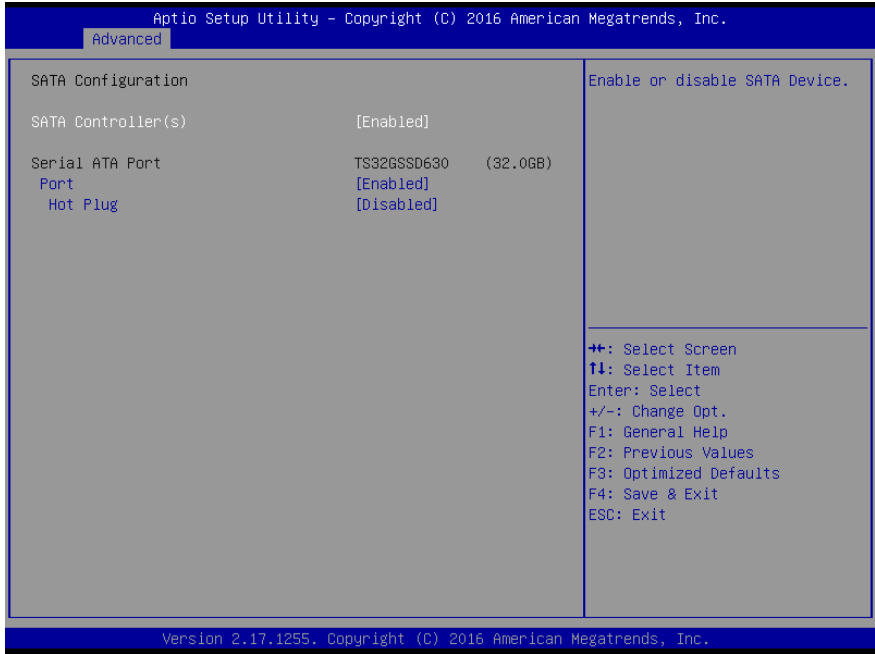 Aptio Setup Utility – Copyright (C) 2016 American Megatrends, Inc.
Advanced
SATA Configuration
SATA Controller(s) [Enabled]
Serial ATA Port TS32GSSD630 (32.0GB)
Port [Enabled]
Hot Plug [Disabled]
Enable or disable SATA Device.
→←: Select Screen
↑↓: Select Item
Enter: Select
+/-: Change Opt.
F1: General Help
F2: Previous Values
F3: Optimized Defaults
F4: Save & Exit
ESC: Exit
Version 2.17.1255. Copyright (C) 2016 American Megatrends, Inc.